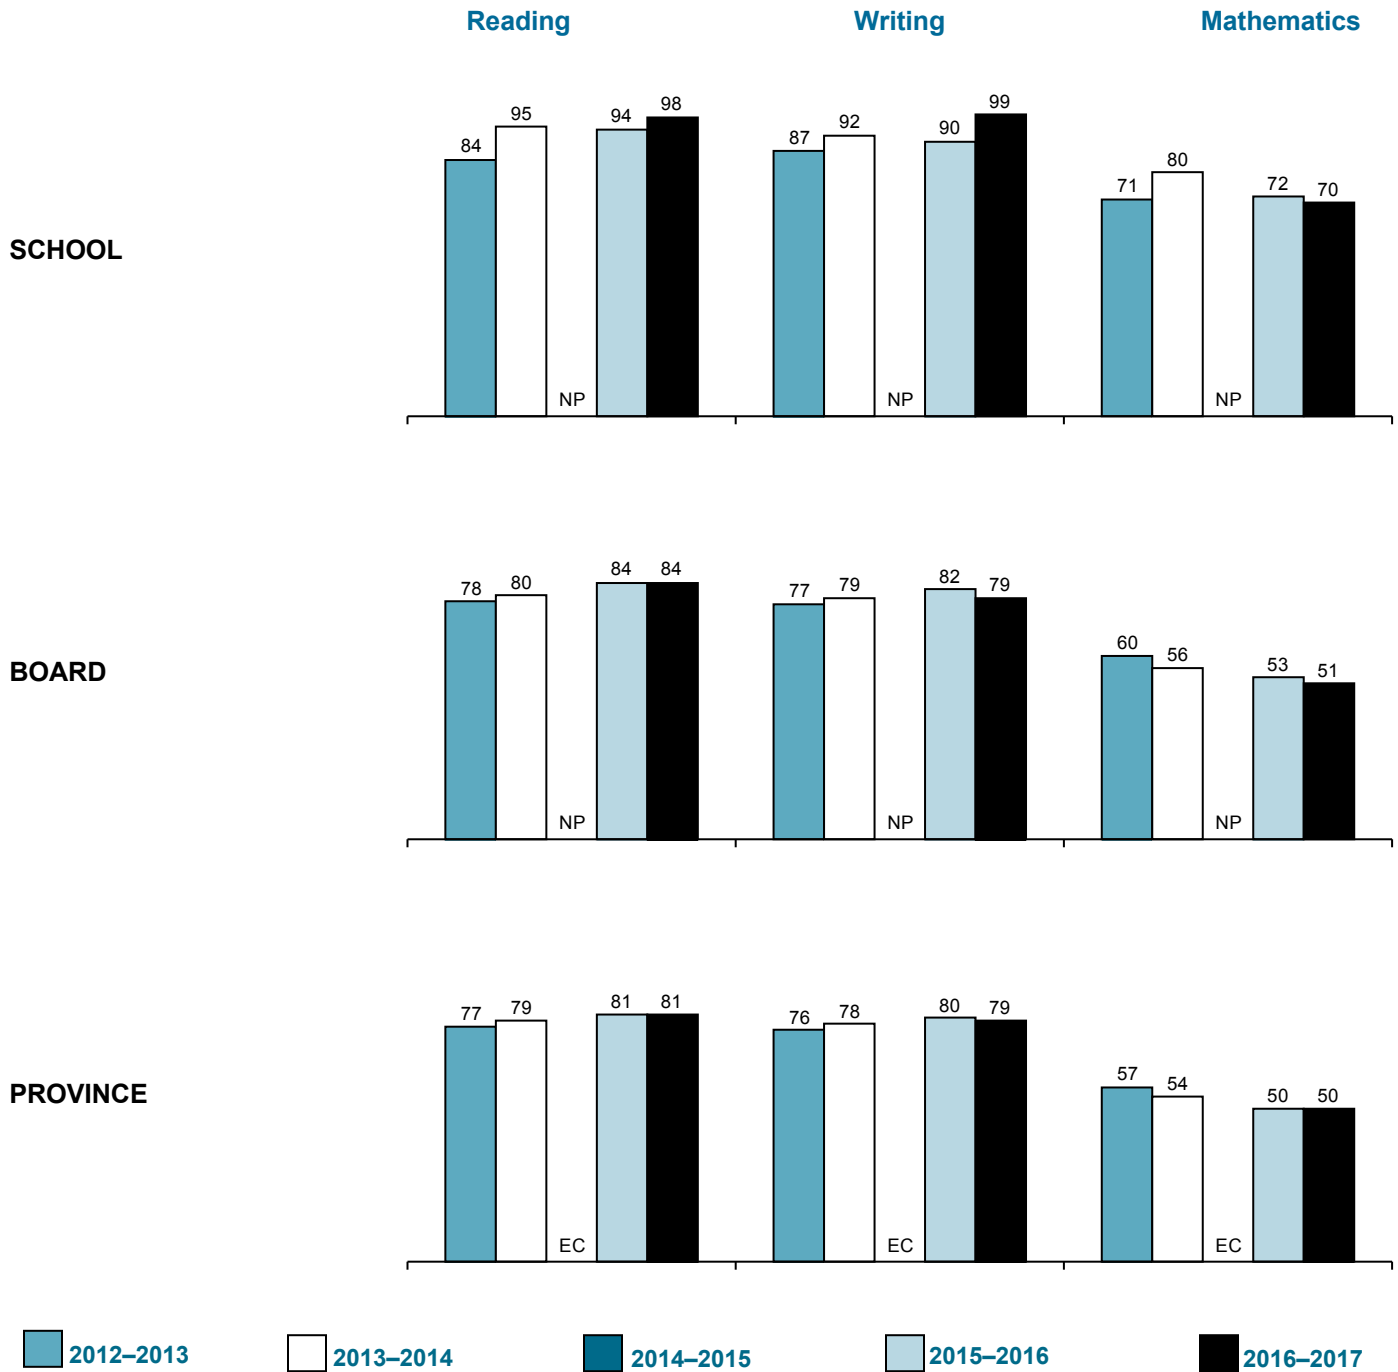 Reading Writing Mathematics
SCHOOL
84 95 NP 94 98 87 92 NP 90 99 71 80 NP 72 70
BOARD
78 80 NP 84 84 77 79 NP 82 79 60 56 NP 53 51
PROVINCE
77 79 EC 81 81 76 78 EC 80 79 57 54 EC 50 50
2012–2013 2013–2014 2014–2015 2015–2016 2016–2017